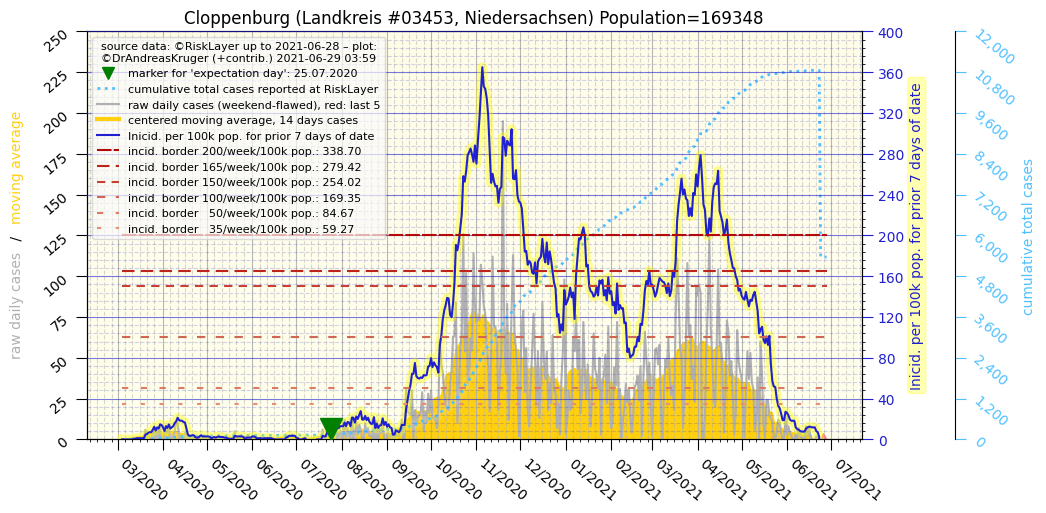 Cloppenburg (Landkreis #03453, Niedersachsen) Population=169348
source data: ©RiskLayer up to 2021-06-28 – plot:
©DrAndreasKruger (+contrib.) 2021-06-29 03:59
marker for 'expectation day': 25.07.2020
cumulative total cases reported at RiskLayer
raw daily cases (weekend-flawed), red: last 5
centered moving average, 14 days cases
Inicid. per 100k pop. for prior 7 days of date
incid. border 200/week/100k pop.: 338.70
incid. border 165/week/100k pop.: 279.42
incid. border 150/week/100k pop.: 254.02
incid. border 100/week/100k pop.: 169.35
incid. border 50/week/100k pop.: 84.67
incid. border 35/week/100k pop.: 59.27
raw daily cases / moving average
250
225
200
175
150
125
100
75
50
25
0
400
360
320
280
240
200
160
120
80
40
0
Inicid. per 100k pop. for prior 7 days of date
12,000
10,800
9,600
8,400
7,200
6,000
4,800
3,600
2,400
1,200
0
cumulative total cases
03/2020
04/2020
05/2020
06/2020
07/2020
08/2020
09/2020
10/2020
11/2020
12/2020
01/2021
02/2021
03/2021
04/2021
05/2021
06/2021
07/2021